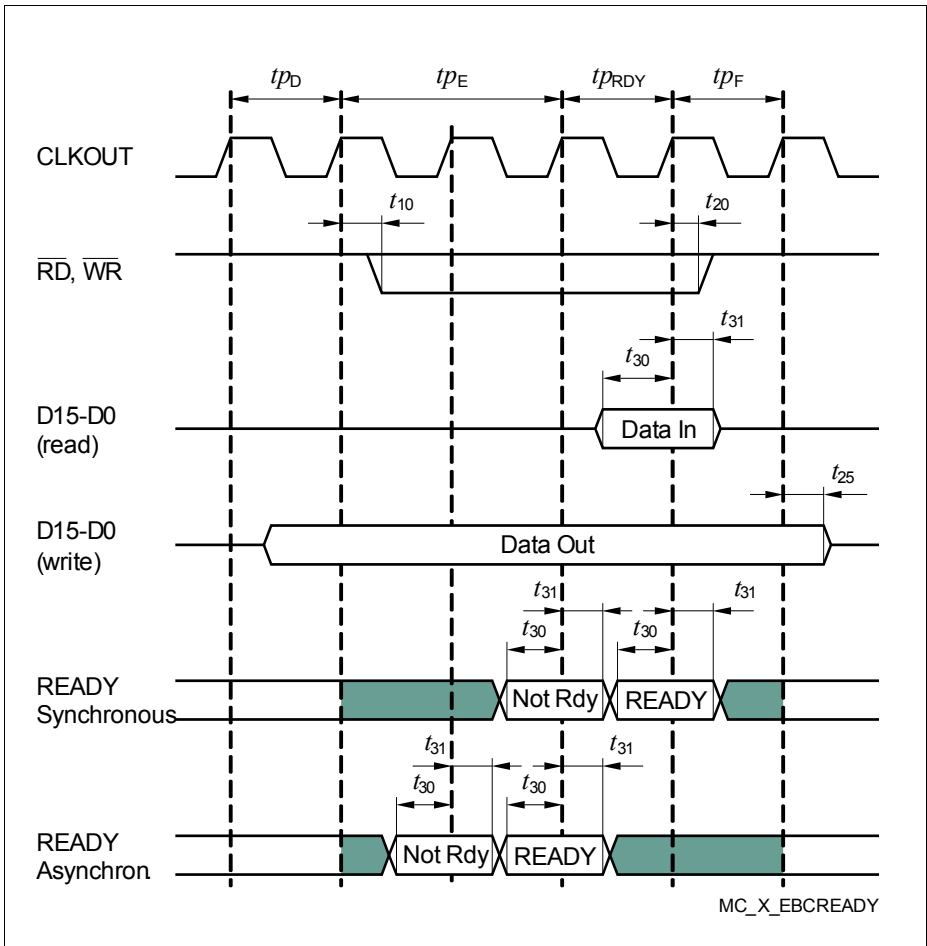 tpD tpE tpRDY tpF
CLKOUT
t10 t20
RD, WR
t31
t30
D15-D0
(read)
Data In
t25
D15-D0
(write)
Data Out
t31 t31
t30 t30
READY
Synchronous
Not Rdy READY
t31 t31
t30 t30
READY
Asynchron.
Not Rdy READY
MC_X_EBCREADY